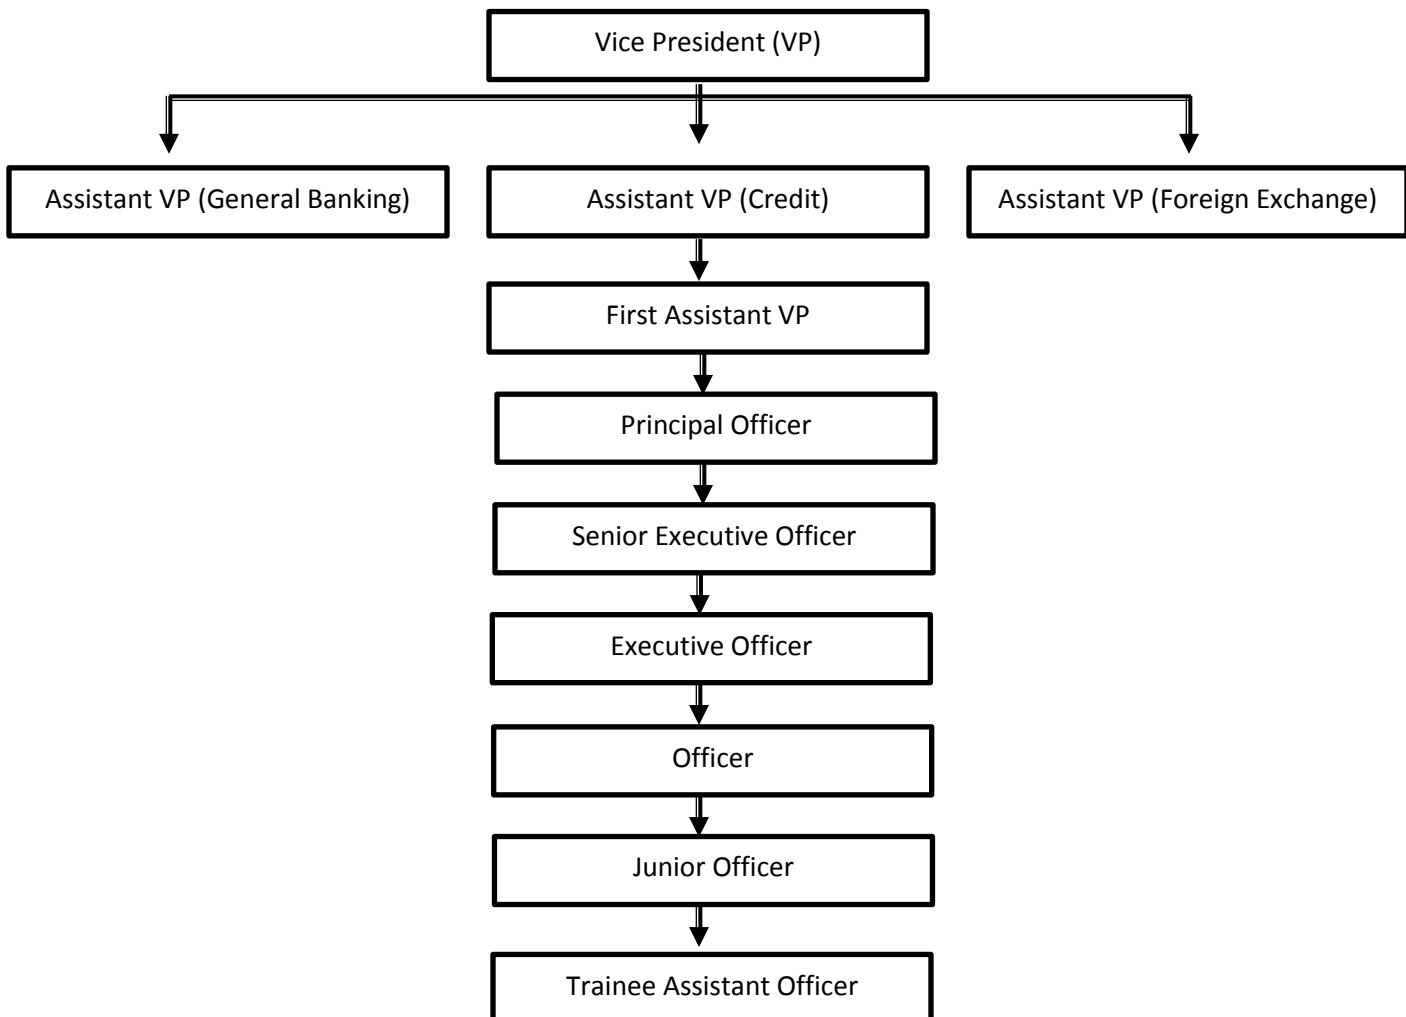 Vice President (VP)
Assistant VP (General Banking)
Assistant VP (Credit)
Assistant VP (Foreign Exchange)
First Assistant VP
Principal Officer
Senior Executive Officer
Executive Officer
Officer
Junior Officer
Trainee Assistant Officer